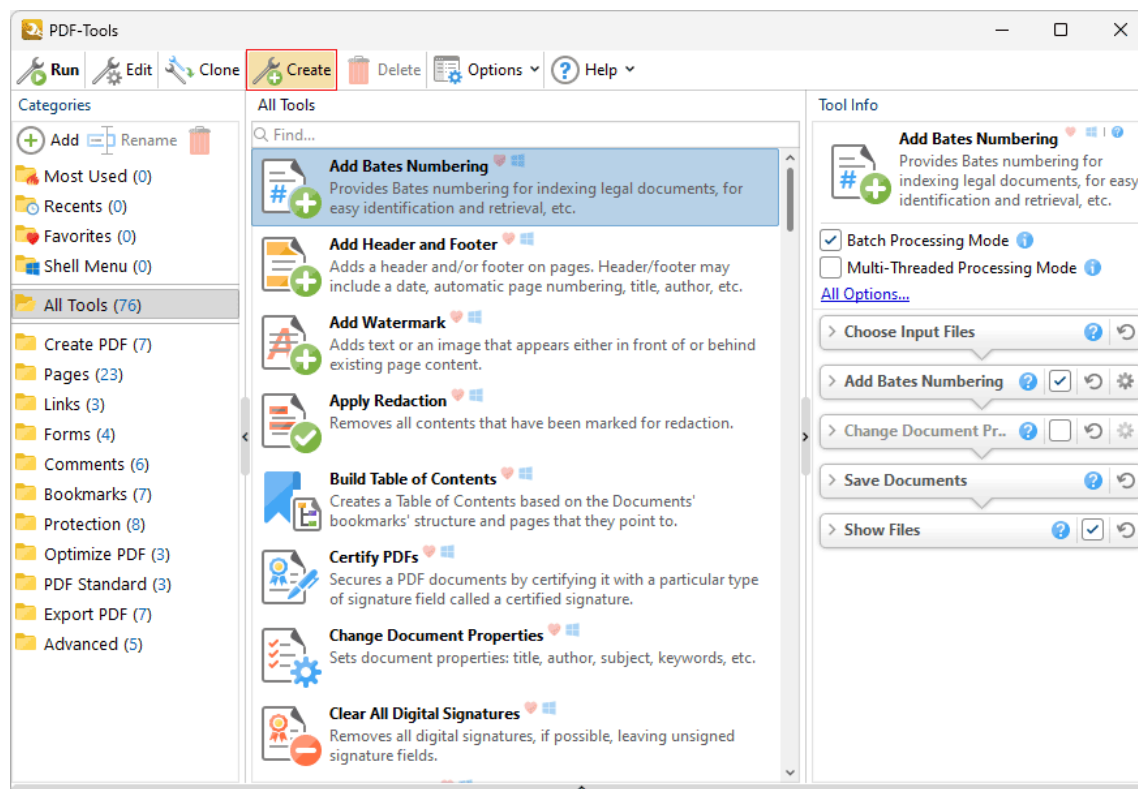 PDF-Tools
Run Edit Clone Create Delete Options Help
Categories
Add Rename
Most Used (0)
Recents (0)
Favorites (0)
Shell Menu (0)
All Tools (76)
Create PDF (7)
Pages (23)
Links (3)
Forms (4)
Comments (6)
Bookmarks (7)
Protection (8)
Optimize PDF (3)
PDF Standard (3)
Export PDF (7)
Advanced (5)
All Tools
Find...
Add Bates Numbering
Provides Bates numbering for indexing legal documents, for
easy identification and retrieval, etc.
Add Header and Footer
Adds a header and/or footer on pages. Header/footer may
include a date, automatic page numbering, title, author, etc.
Add Watermark
Adds text or an image that appears either in front of or behind
existing page content.
Apply Redaction
Removes all contents that have been marked for redaction.
Build Table of Contents
Creates a Table of Contents based on the Documents'
bookmarks' structure and pages that they point to.
Certify PDFs
Secures a PDF documents by certifying it with a particular type
of signature field called a certified signature.
Change Document Properties
Sets document properties: title, author, subject, keywords, etc.
Clear All Digital Signatures
Removes all digital signatures, if possible, leaving unsigned
signature fields.
Tool Info
Add Bates Numbering
Provides Bates numbering for
indexing legal documents, for easy
identification and retrieval, etc.
Batch Processing Mode
Multi-Threaded Processing Mode
All Options...
Choose Input Files
Add Bates Numbering
Change Document Pr..
Save Documents
Show Files